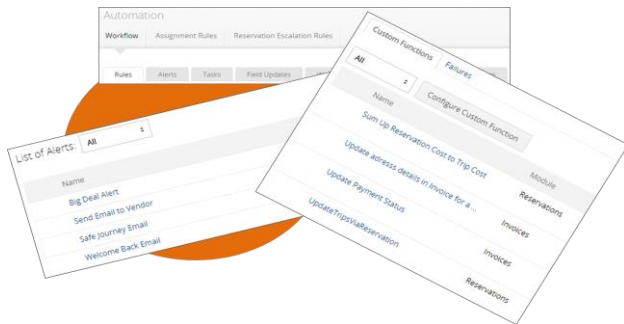 Automation
Workflow Assignment Rules Reservation Escalation Rules
Rules Alerts Tasks Field Updates
List of Alerts: All
Name
Big Deal Alert
Send Email to Vendor
Safe Journey Email
Welcome Back Email
Custom Functions Failures
All Configure Custom Function
Name Module
Sum Up Reservation Cost to Trip Cost Reservations
Update adresss details in Invoice for a ... Invoices
Update Payment Status Invoices
UpdateTripsViaReservation Reservations